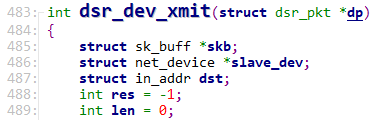 483: int dsr_dev_xmit(struct dsr_pkt *dp)
484: {
485:     struct sk_buff *skb;
486:     struct net_device *slave_dev;
487:     struct in_addr dst;
488:     int res = -1;
489:     int len = 0;